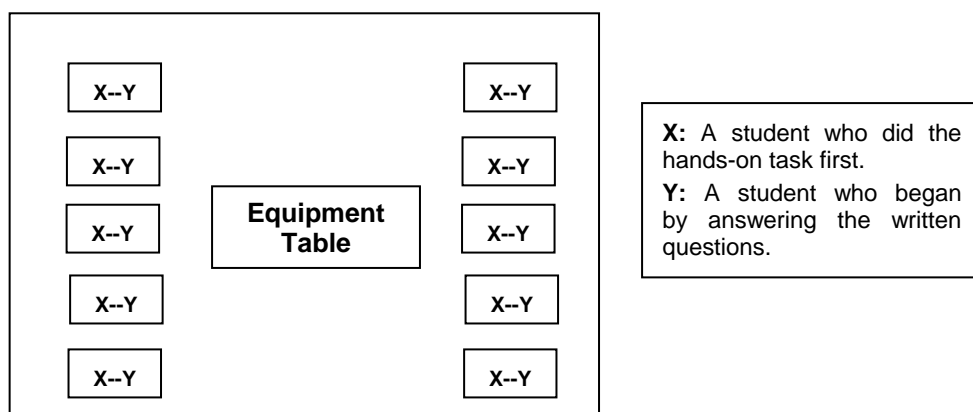 X--Y
X--Y
X--Y
X--Y
Equipment
Table
X--Y
X--Y
X--Y
X--Y
X--Y
X--Y
X: A student who did the
hands-on task first.
Y: A student who began
by answering the written
questions.